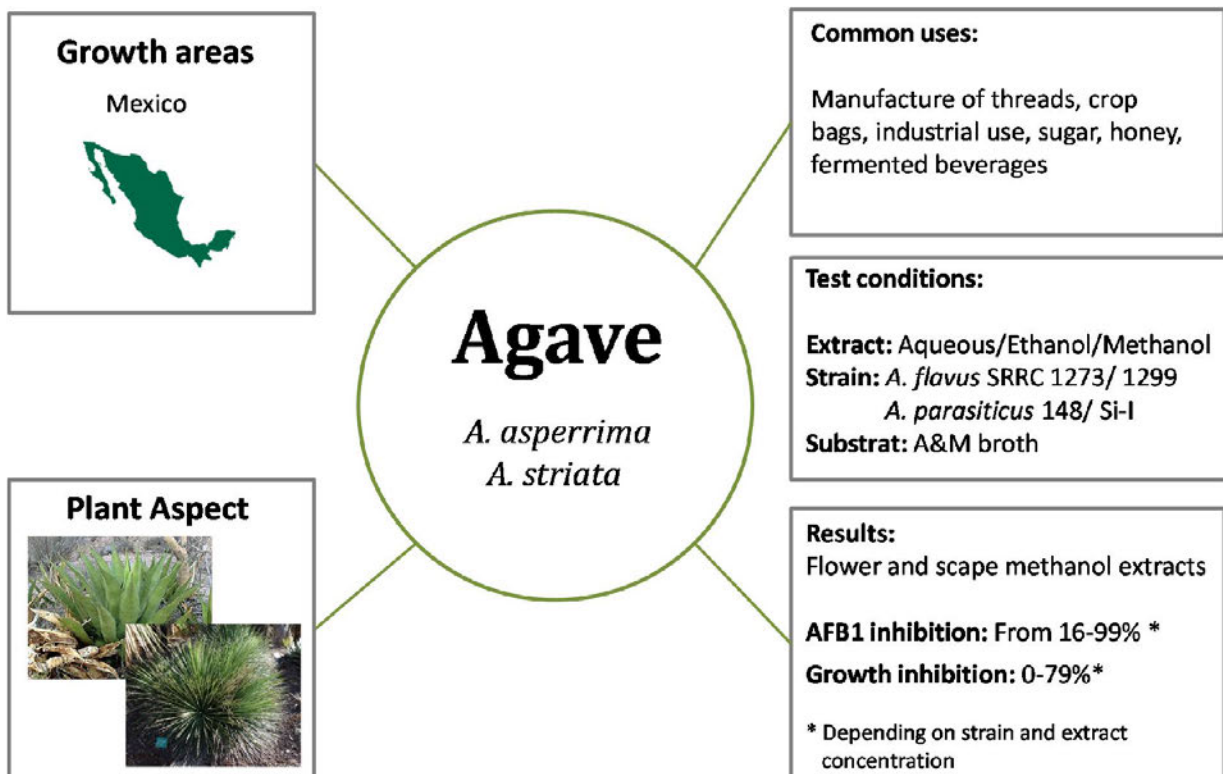 Growth areas
Mexico
Plant Aspect
Agave
A. asperrima
A. striata
Common uses:
Manufacture of threads, crop
bags, industrial use, sugar, honey,
fermented beverages
Test conditions:
Extract: Aqueous/Ethanol/Methanol
Strain: A. flavus SRRC 1273/ 1299
A. parasiticus 148/ Si-I
Substrat: A&M broth
Results:
Flower and scape methanol extracts
AFB1 inhibition: From 16-99% *
Growth inhibition: 0-79%*
* Depending on strain and extract
concentration